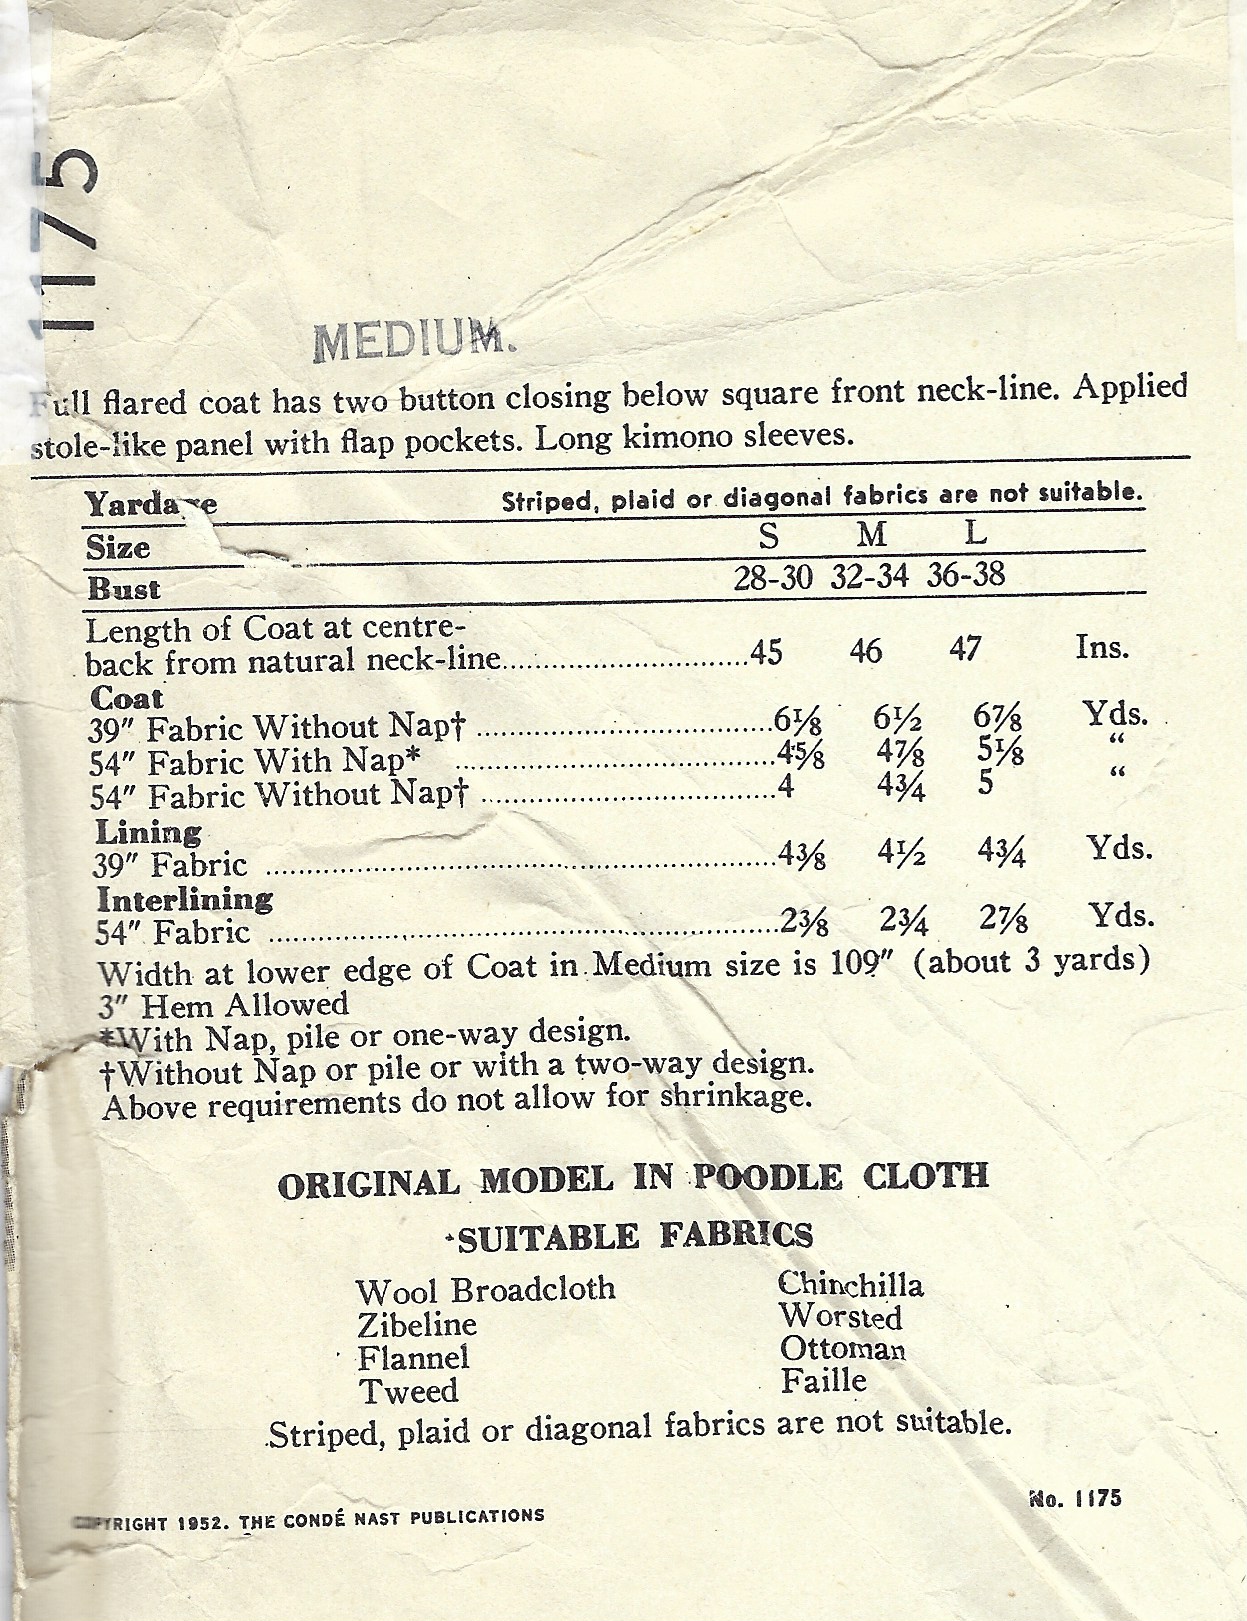 1175
MEDIUM.
Full flared coat has two button closing below square front neck-line. Applied
stole-like panel with flap pockets. Long kimono sleeves.
Yardage Striped, plaid or diagonal fabrics are not suitable.
Size S M L
Bust 28-30 32-34 36-38
Length of Coat at centre-
back from natural neck-line............................45 46 47 Ins.
Coat
39″ Fabric Without Nap† .................................6⅛ 6½ 6⅞ Yds.
54″ Fabric With Nap* ....................................4⅝ 4⅞ 5⅛ “
54″ Fabric Without Nap† .................................4 4¾ 5 “
Lining
39″ Fabric ..........................................................4⅜ 4½ 4¾ Yds.
Interlining
54″ Fabric ..........................................................2⅜ 2¾ 2⅞ Yds.
Width at lower edge of Coat in Medium size is 109″ (about 3 yards)
3″ Hem Allowed
*With Nap, pile or one-way design.
†Without Nap or pile or with a two-way design.
Above requirements do not allow for shrinkage.
ORIGINAL MODEL IN POODLE CLOTH
SUITABLE FABRICS
Wool Broadcloth Chinchilla
Zibeline Worsted
Flannel Ottoman
Tweed Faille
Striped, plaid or diagonal fabrics are not suitable.
No. 1175
COPYRIGHT 1952. THE CONDÉ NAST PUBLICATIONS